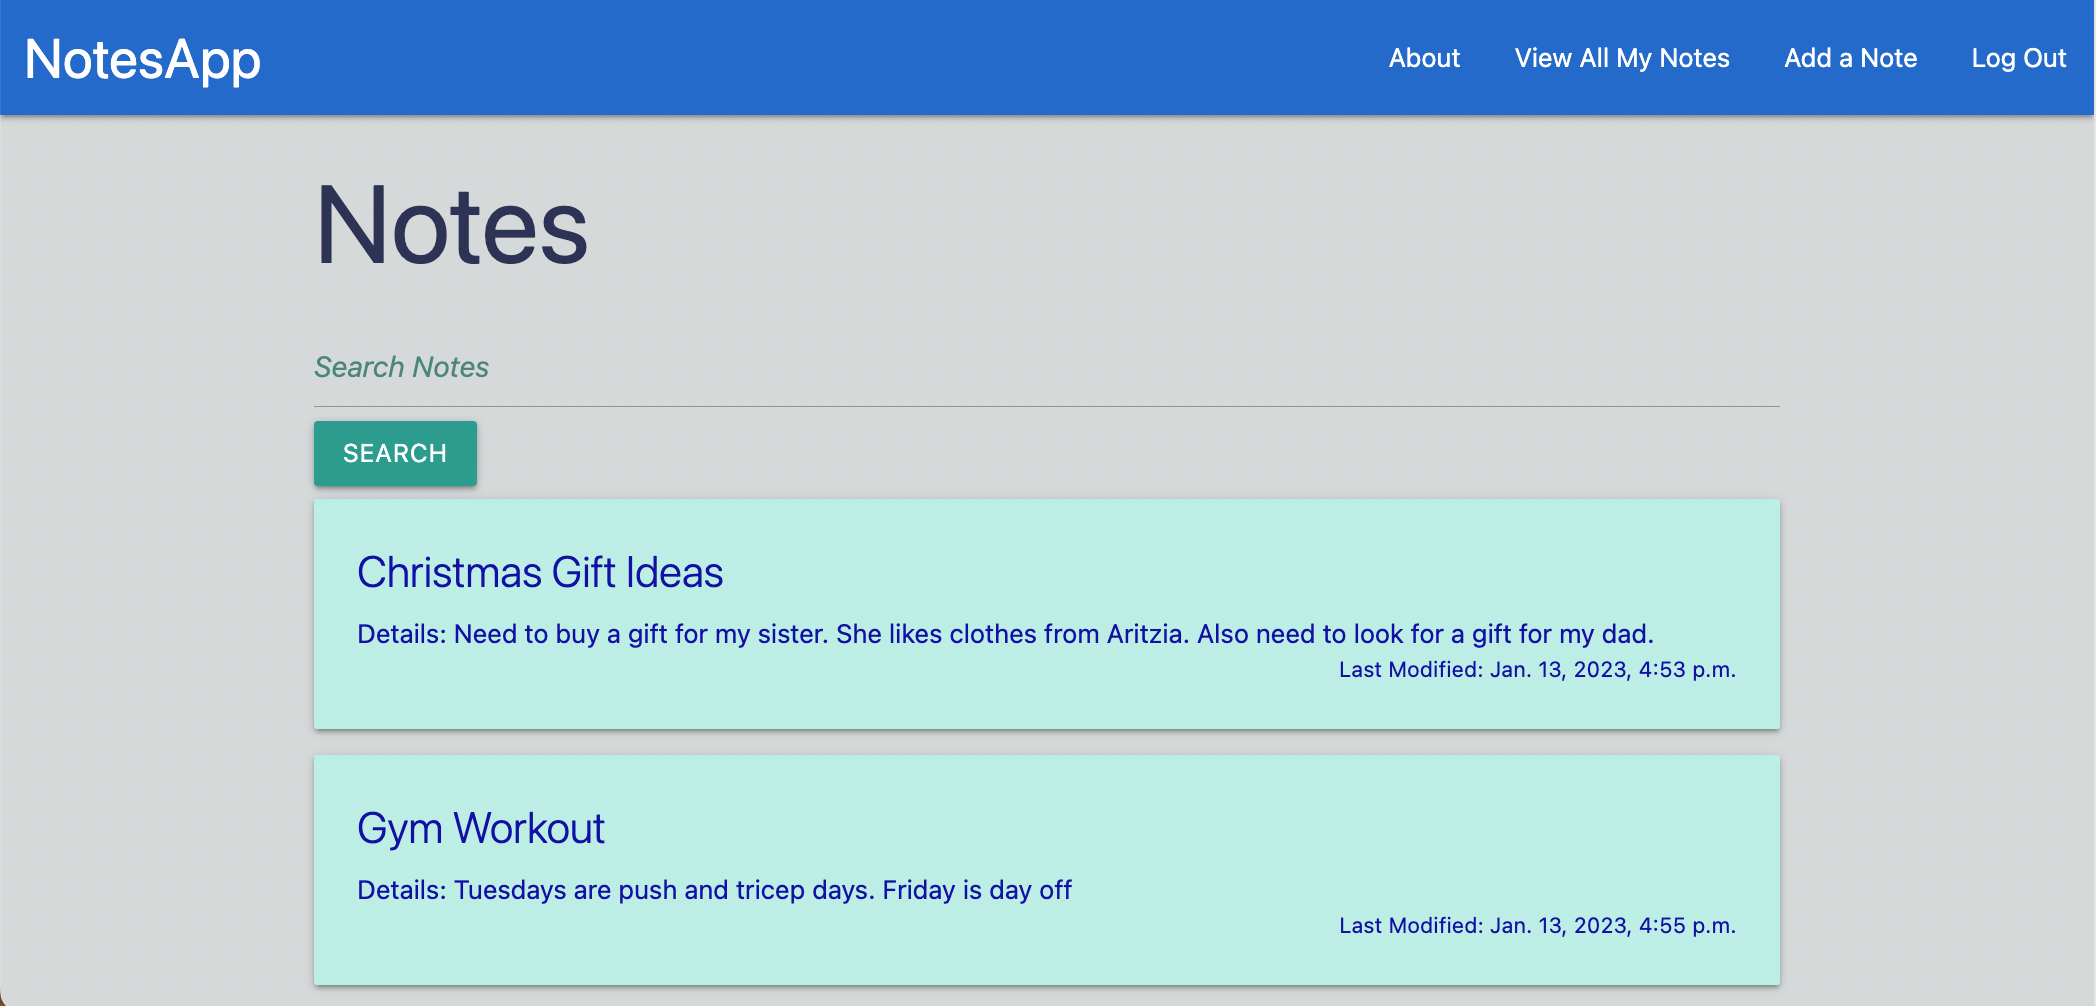 NotesApp
About View All My Notes Add a Note Log Out
Notes
Search Notes
SEARCH
Christmas Gift Ideas
Details: Need to buy a gift for my sister. She likes clothes from Aritzia. Also need to look for a gift for my dad.
Last Modified: Jan. 13, 2023, 4:53 p.m.
Gym Workout
Details: Tuesdays are push and tricep days. Friday is day off
Last Modified: Jan. 13, 2023, 4:55 p.m.